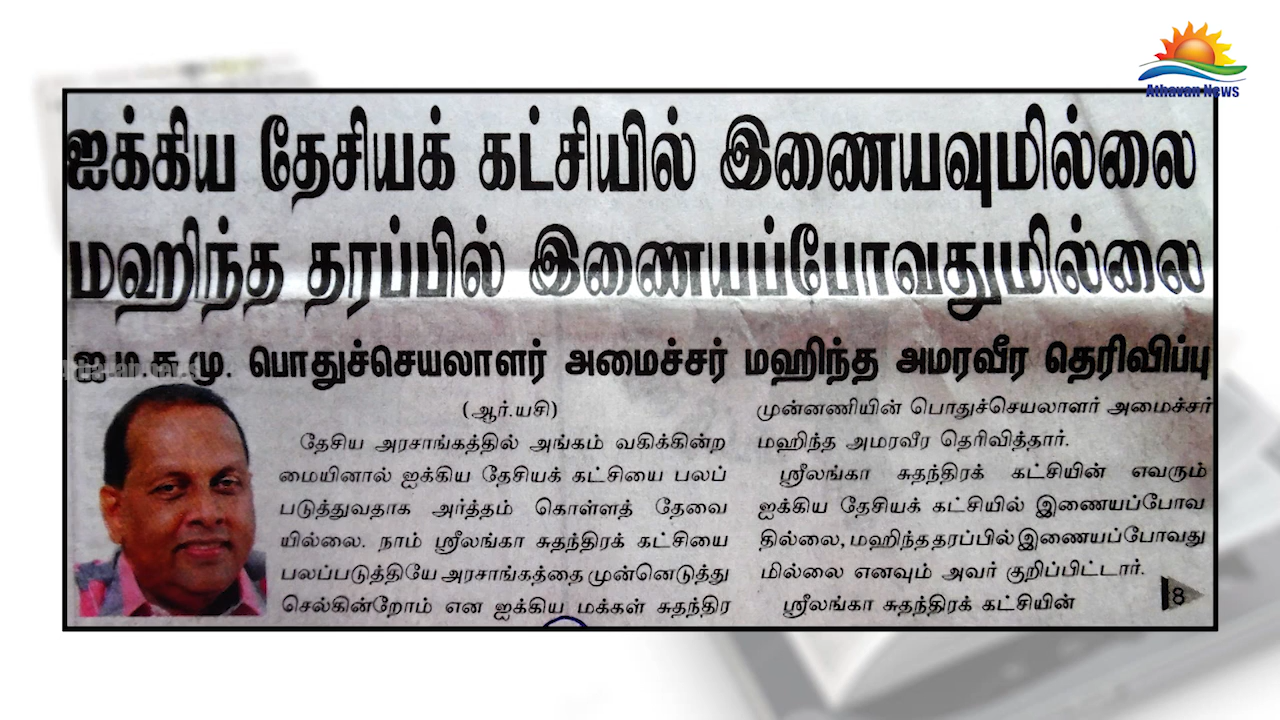 Athavan News
ஐக்கிய தேசியக் கட்சியில் இணையவுமில்லை
மஹிந்த தரப்பில் இணையப்போவதுமில்லை
ஐ.ம.சு.மு. பொதுச்செயலாளர் அமைச்சர் மஹிந்த அமரவீர தெரிவிப்பு
(ஆர்.யசி)
தேசிய அரசாங்கத்தில் அங்கம் வகிக்கின்ற
மையினால் ஐக்கிய தேசியக் கட்சியை பலப்
படுத்துவதாக அர்த்தம் கொள்ளத் தேவை
யில்லை. நாம் ஸ்ரீலங்கா சுதந்திரக் கட்சியை
பலப்படுத்தியே அரசாங்கத்தை முன்னெடுத்து
செல்கின்றோம் என ஐக்கிய மக்கள் சுதந்திர
முன்னணியின் பொதுச்செயலாளர் அமைச்சர்
மஹிந்த அமரவீர தெரிவித்தார்.
ஸ்ரீலங்கா சுதந்திரக் கட்சியின் எவரும்
ஐக்கிய தேசியக் கட்சியில் இணையப்போவ
தில்லை, மஹிந்ததரப்பில் இணையப்போவது
மில்லை எனவும் அவர் குறிப்பிட்டார்.
ஸ்ரீலங்கா சுதந்திரக் கட்சியின்
8